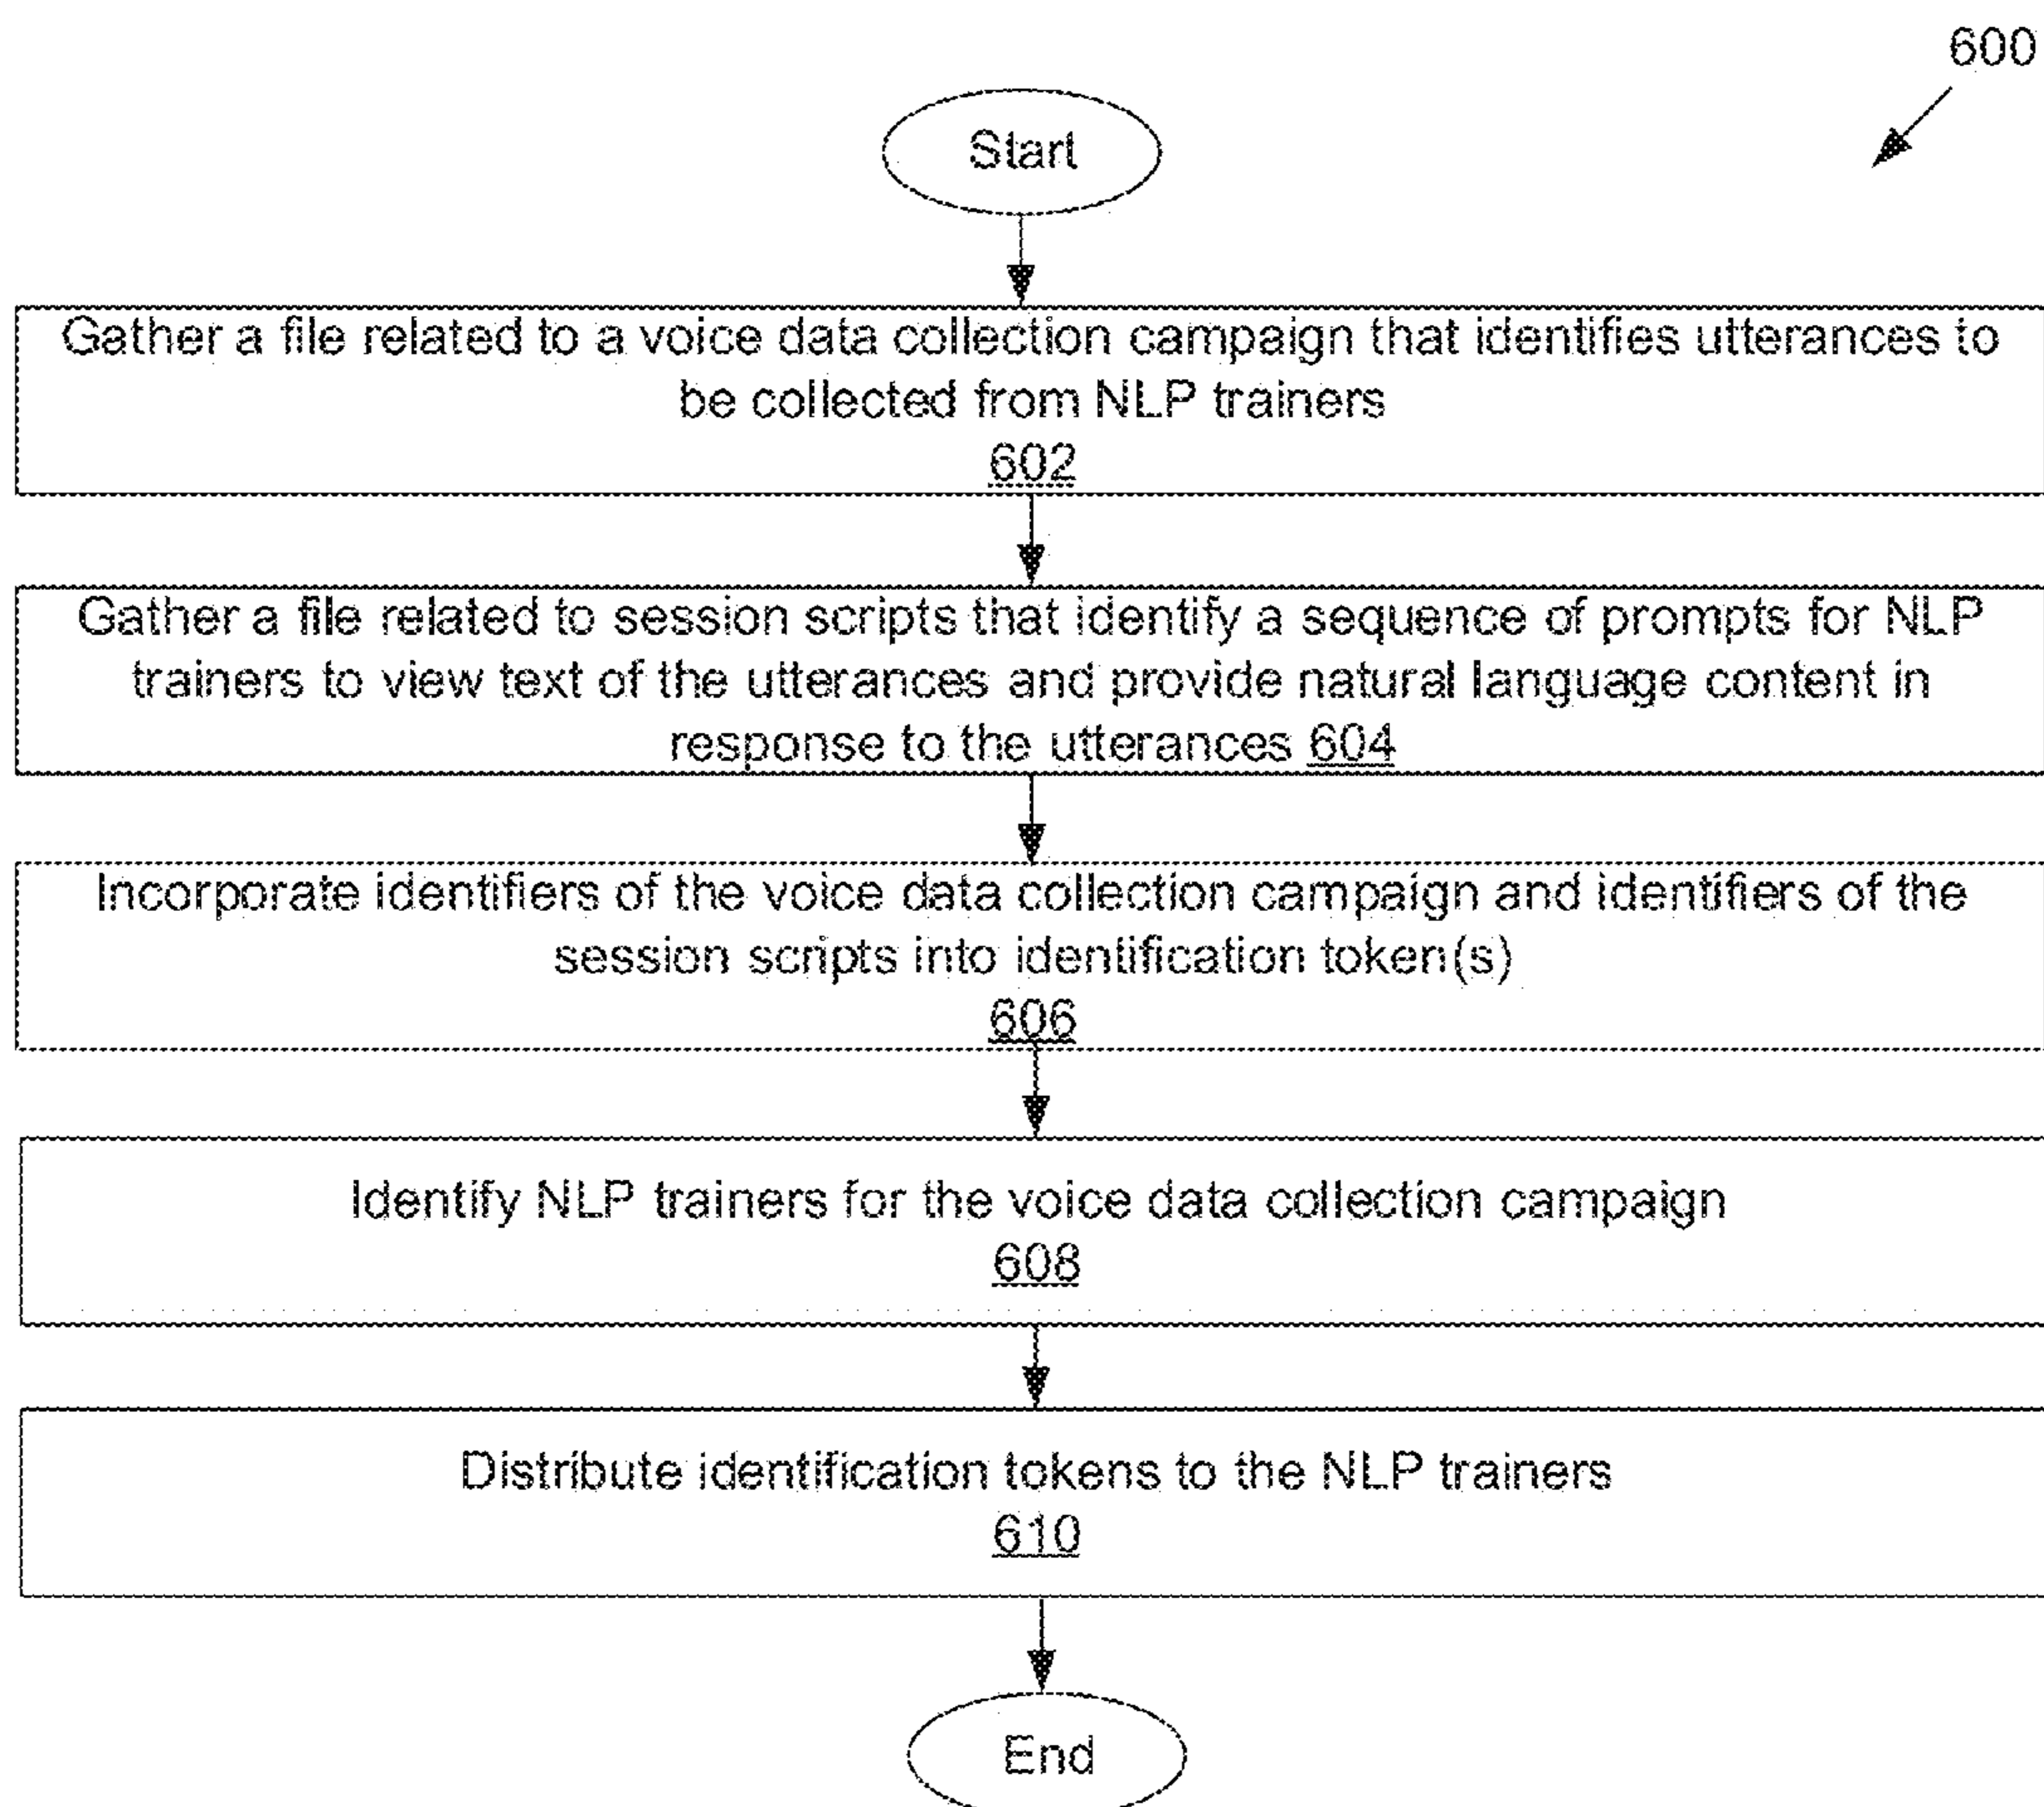 600
Start
Gather a file related to a voice data collection campaign that identifies utterances to
be collected from NLP trainers
602
Gather a file related to session scripts that identify a sequence of prompts for NLP
trainers to view text of the utterances and provide natural language content in
response to the utterances 604
Incorporate identifiers of the voice data collection campaign and identifiers of the
session scripts into identification token(s)
606
Identify NLP trainers for the voice data collection campaign
608
Distribute identification tokens to the NLP trainers
610
End